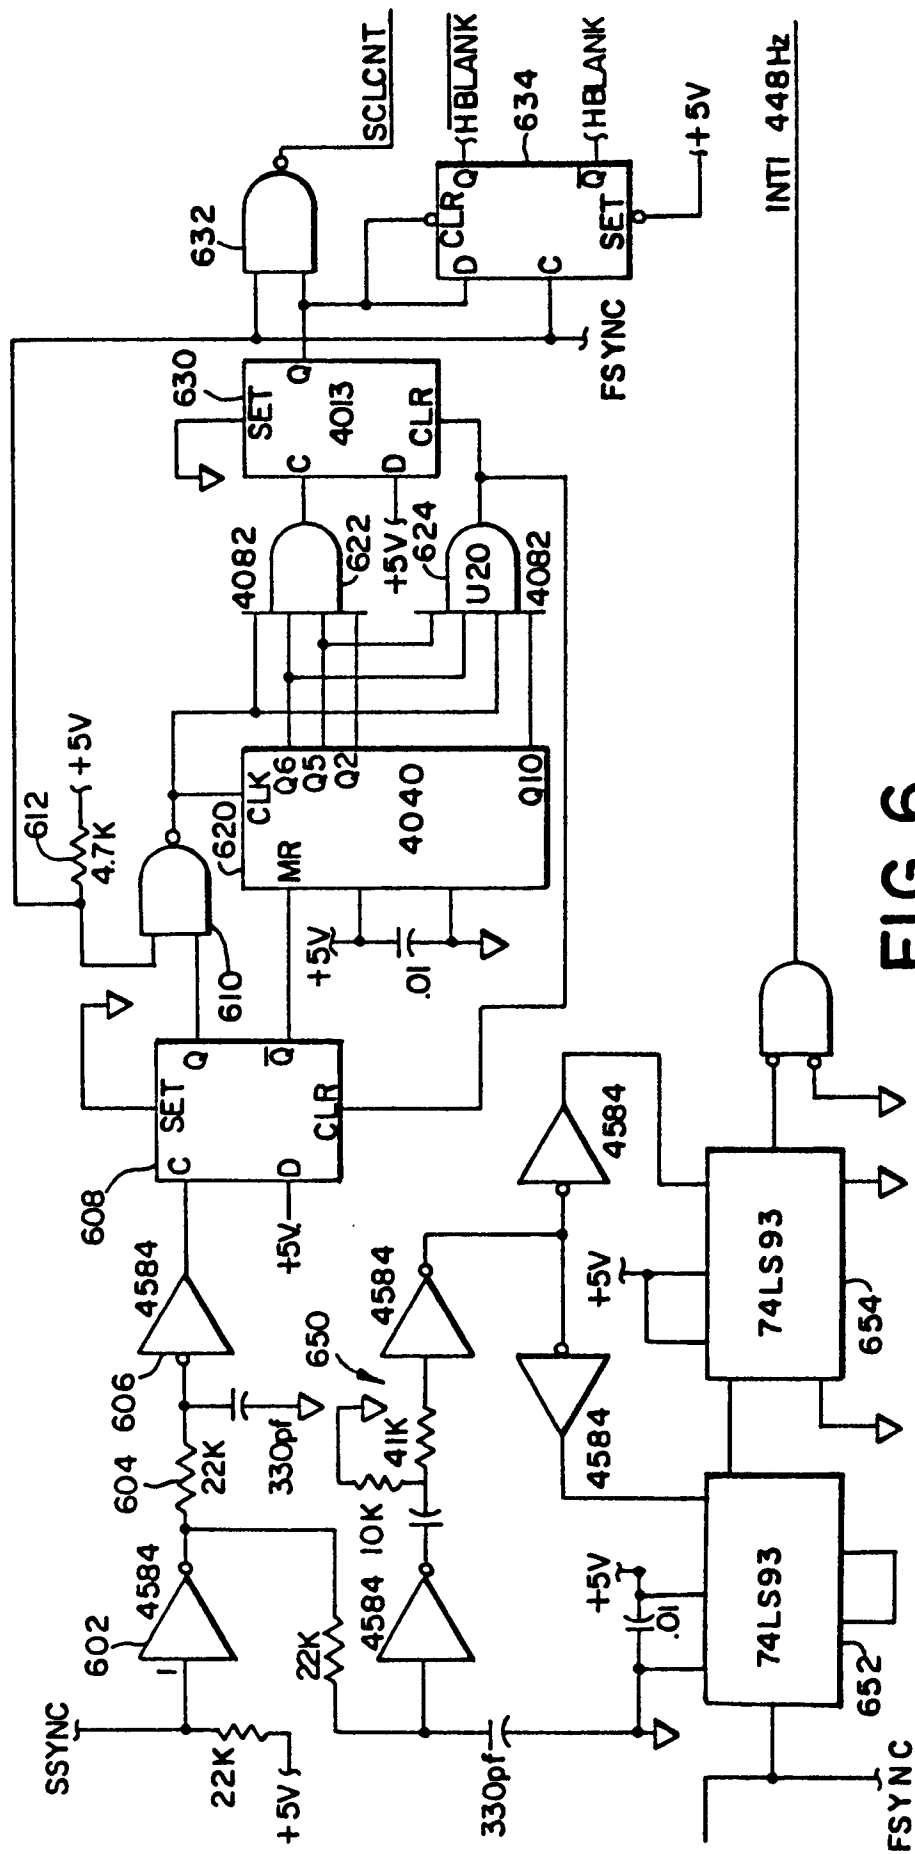 SSYNC
22K
+5V
602
1
4584
604
22K
330pf
606
4584
608
SET
C
Q
D
Q
CLR
+5V
610
612
4.7K
+5V
620
CLK
MR
Q6
Q5
Q2
4040
Q10
+5V
.01
4082
622
+5V
624
U20
4082
630
SET
C
Q
4013
D
CLR
632
SCLCNT
CLR
Q
HBLANK
D
634
C
Q
HBLANK
SET
+5V
FSYNC
22K
330pf
4584
10K
41K
650
4584
4584
4584
+5V
.01
74LS93
652
+5V
74LS93
654
FSYNC
INT1 448Hz
FIG 6